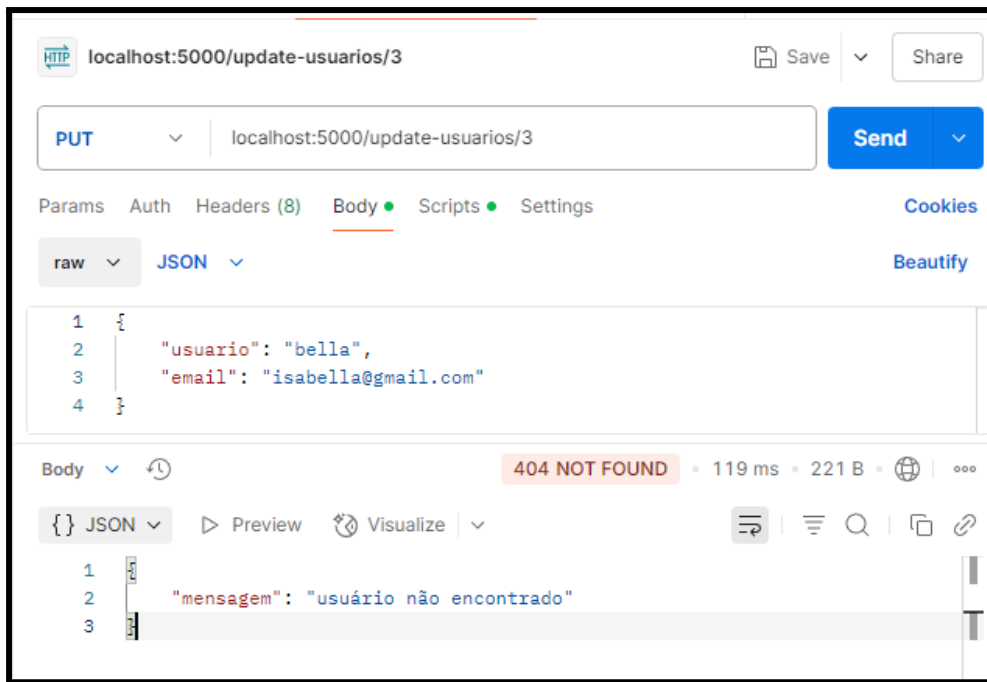 HTTP localhost:5000/update-usuarios/3 Save Share
PUT localhost:5000/update-usuarios/3 Send
Params Auth Headers (8) Body Scripts Settings Cookies
raw JSON Beautify
1 {
2 "usuario": "bella",
3 "email": "isabella@gmail.com"
4 }
Body 404 NOT FOUND • 119 ms • 221 B
{} JSON Preview Visualize
1 {
2 "mensagem": "usuário não encontrado"
3 }